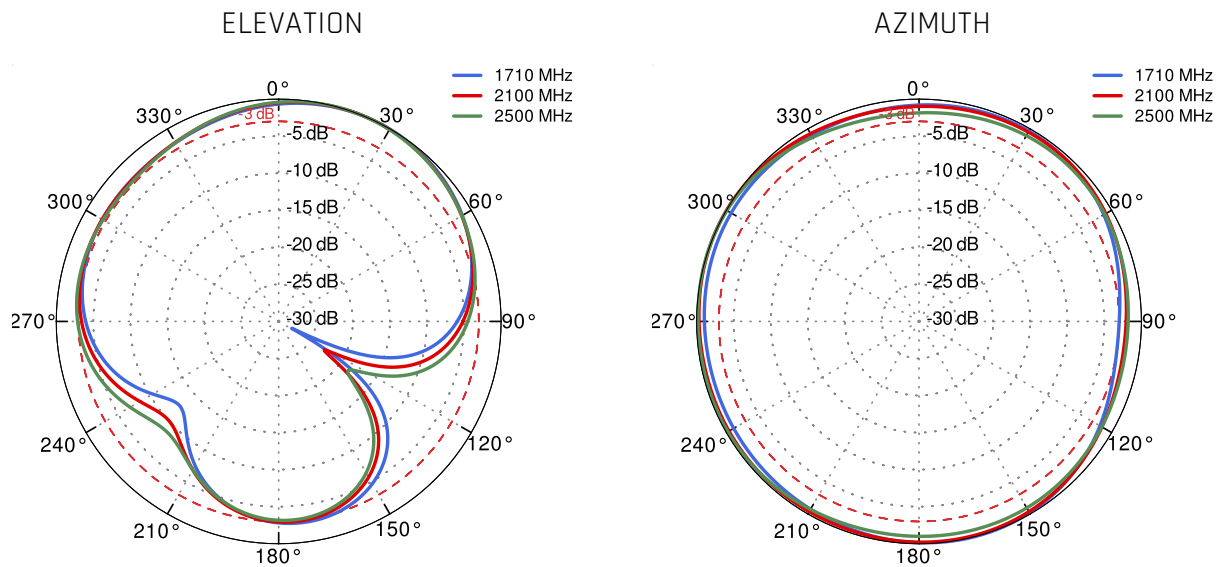 ELEVATION
1710 MHz
2100 MHz
2500 MHz
0°
330°
30°
-3 dB
-5 dB
-10 dB
300°
60°
-15 dB
-20 dB
-25 dB
-30 dB
270°
90°
240°
120°
210°
150°
180°
AZIMUTH
1710 MHz
2100 MHz
2500 MHz
0°
330°
30°
-3 dB
-5 dB
-10 dB
300°
60°
-15 dB
-20 dB
-25 dB
-30 dB
270°
90°
240°
120°
210°
150°
180°